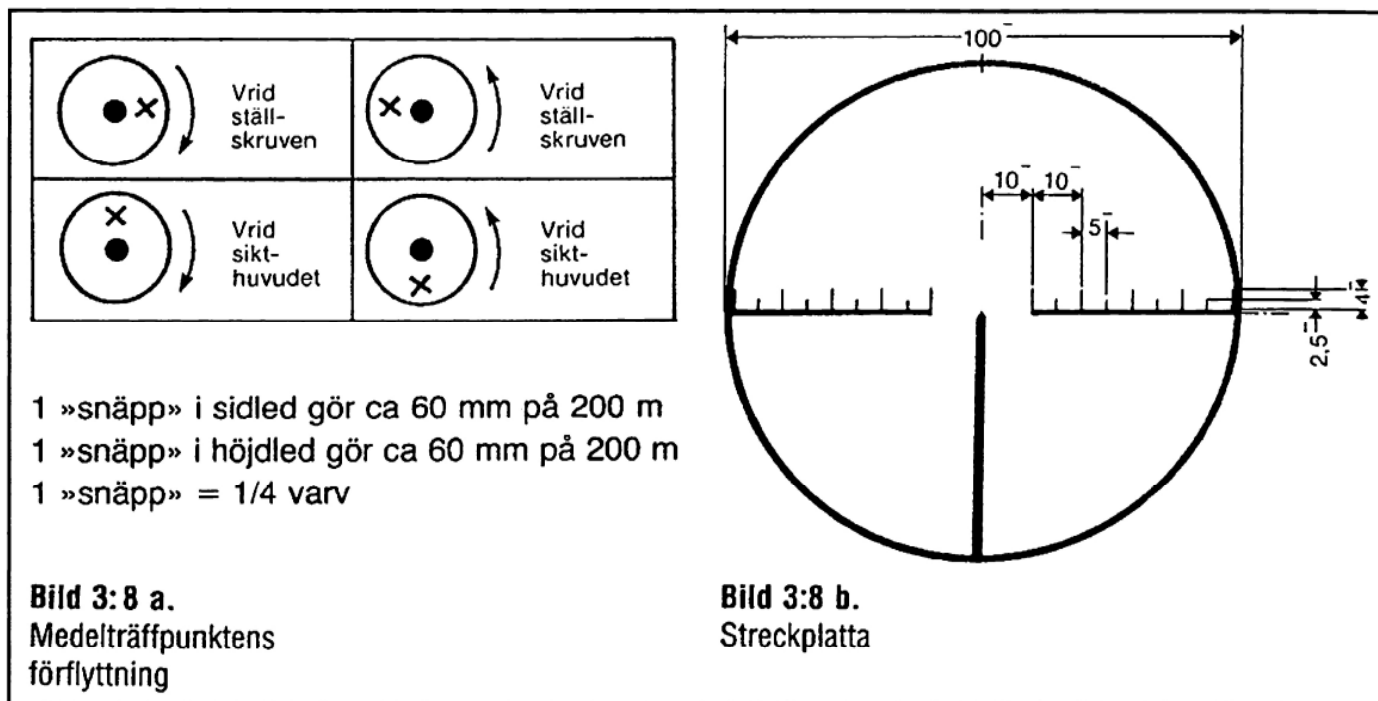 Vrid
ställ-
skruven
Vrid
ställ-
skruven
Vrid
sikt-
huvudet
Vrid
sikt-
huvudet
1 »snäpp» i sidled gör ca 60 mm på 200 m
1 »snäpp» i höjdled gör ca 60 mm på 200 m
1 »snäpp» = 1/4 varv
Bild 3:8 a.
Medelträffpunktens
förflyttning
100⁻
10⁻ 10⁻
5⁻
4⁻
2,5⁻
Bild 3:8 b.
Streckplatta